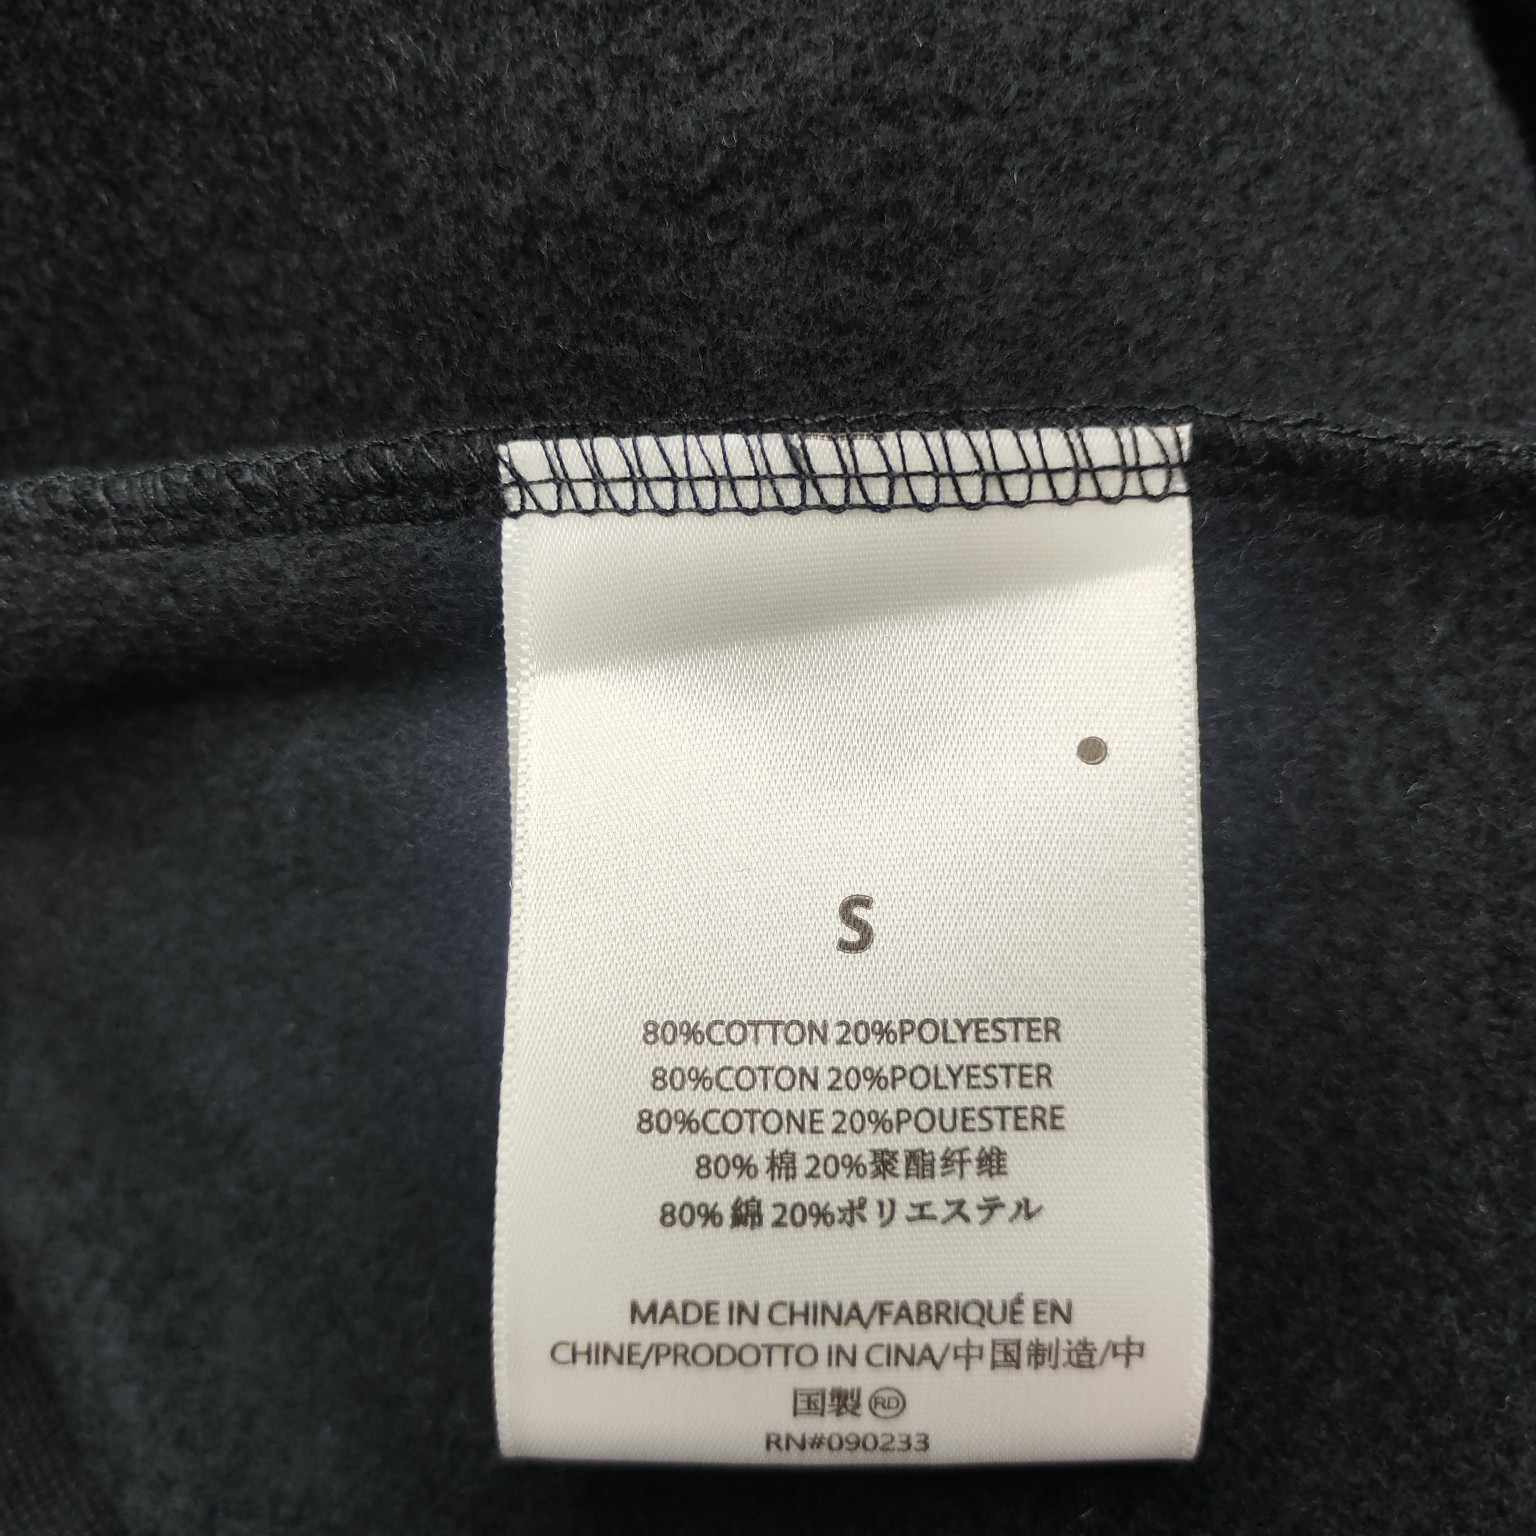 S
80%COTTON 20%POLYESTER
80%COTON 20%POLYESTER
80%COTONE 20%POUESTERE
80% 棉 20%聚酯纤维
80% 綿 20%ポリエステル
MADE IN CHINA/FABRIQUÉ EN
CHINE/PRODOTTO IN CINA/中国制造/中
国製 RD
RN#090233